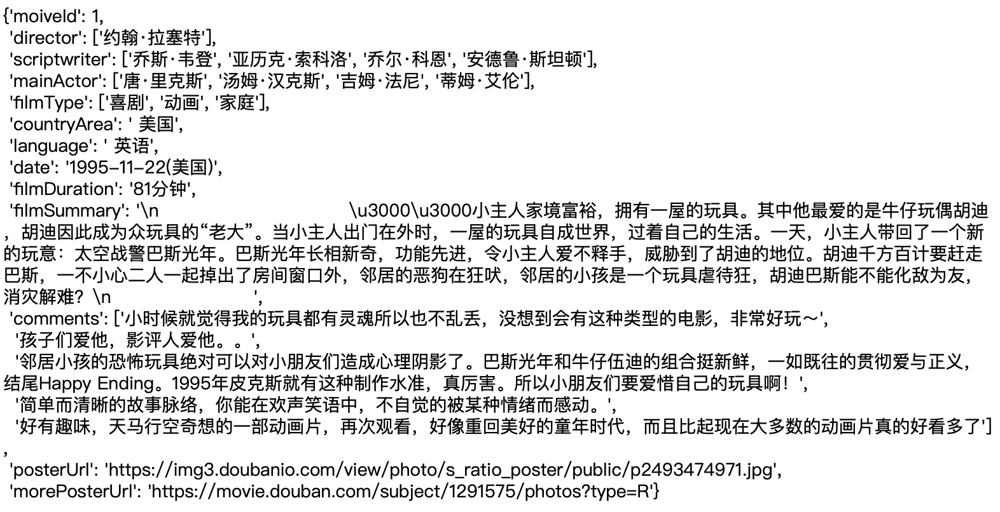 {'moiveId': 1,
'director': ['约翰·拉塞特'],
'scriptwriter': ['乔斯·韦登', '亚历克·索科洛', '乔尔·科恩', '安德鲁·斯坦顿'],
'mainActor': ['唐·里克斯', '汤姆·汉克斯', '吉姆·法尼', '蒂姆·艾伦'],
'filmType': ['喜剧', '动画', '家庭'],
'countryArea': ' 美国',
'language': ' 英语',
'date': '1995-11-22(美国)',
'filmDuration': '81分钟',
'filmSummary': '\n                                    \u3000\u3000小主人家境富裕，拥有一屋的玩具。其中他最爱的是牛仔玩偶胡迪
，胡迪因此成为众玩具的“老大”。当小主人出门在外时，一屋的玩具自成世界，过着自己的生活。一天，小主人带回了一个新
的玩意：太空战警巴斯光年。巴斯光年长相新奇，功能先进，令小主人爱不释手，威胁到了胡迪的地位。胡迪千方百计要赶走
巴斯，一不小心二人一起掉出了房间窗口外，邻居的恶狗在狂吠，邻居的小孩是一个玩具虐待狂，胡迪巴斯能不能化敌为友，
消灾解难？\n                            ',
'comments': ['小时候就觉得我的玩具都有灵魂所以也不乱丢，没想到会有这种类型的电影，非常好玩～',
'孩子们爱他，影评人爱他。。',
'邻居小孩的恐怖玩具绝对可以对小朋友们造成心理阴影了。巴斯光年和牛仔伍迪的组合挺新鲜，一如既往的贯彻爱与正义，
结尾Happy Ending。1995年皮克斯就有这种制作水准，真厉害。所以小朋友们要爱惜自己的玩具啊！',
'简单而清晰的故事脉络，你能在欢声笑语中，不自觉的被某种情绪而感动。',
'好有趣味，天马行空奇想的一部动画片，再次观看，好像重回美好的童年时代，而且比起现在大多数的动画片真的好看多了']
,
'posterUrl': 'https://img3.doubanio.com/view/photo/s_ratio_poster/public/p2493474971.jpg',
'morePosterUrl': 'https://movie.douban.com/subject/1291575/photos?type=R'}